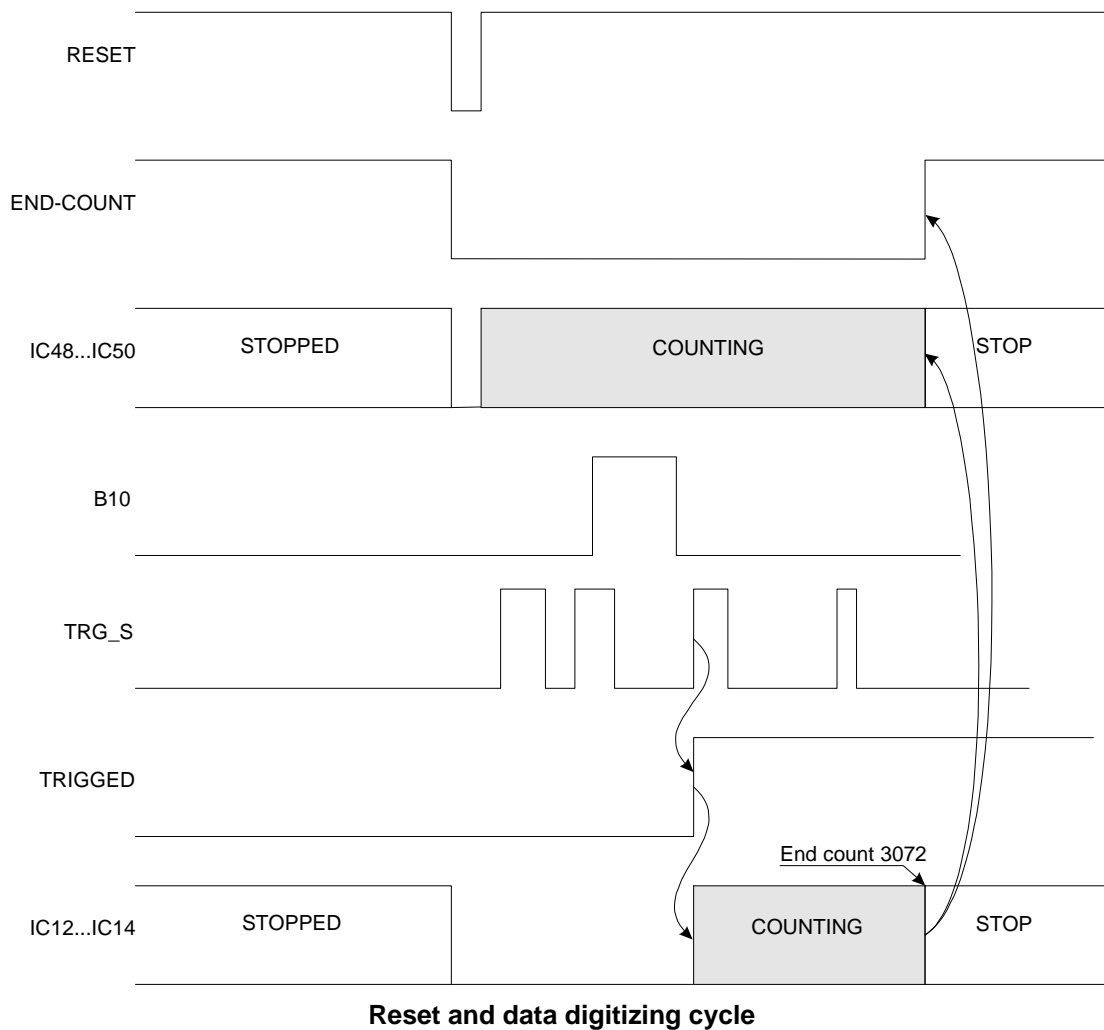 RESET
END-COUNT
IC48...IC50
STOPPED
COUNTING
STOP
B10
TRG_S
TRIGGED
End count 3072
IC12...IC14
STOPPED
COUNTING
STOP
Reset and data digitizing cycle